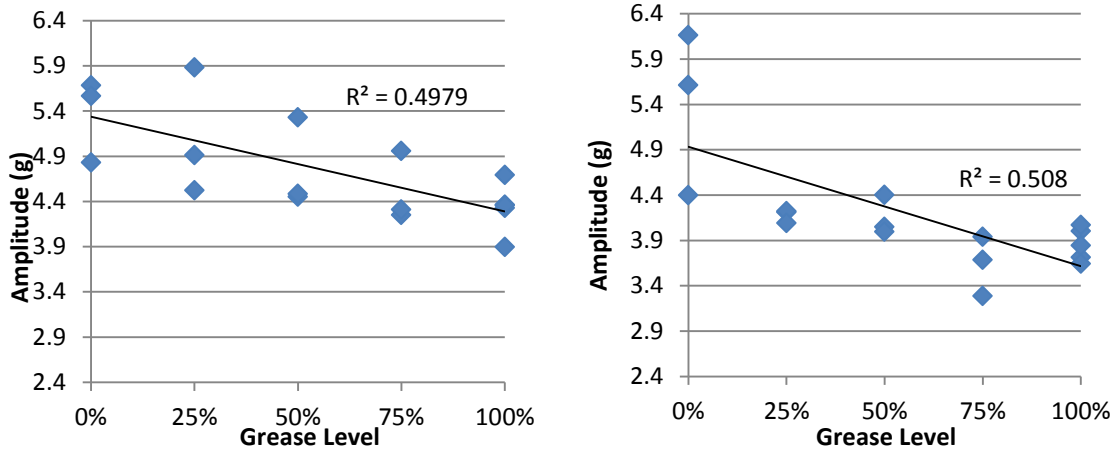 6.4
5.9
5.4
4.9
4.4
3.9
3.4
2.9
2.4
Amplitude (g)
R² = 0.4979
0% 25% 50% 75% 100%
Grease Level
6.4
5.9
5.4
4.9
4.4
3.9
3.4
2.9
2.4
Amplitude (g)
R² = 0.508
0% 25% 50% 75% 100%
Grease Level